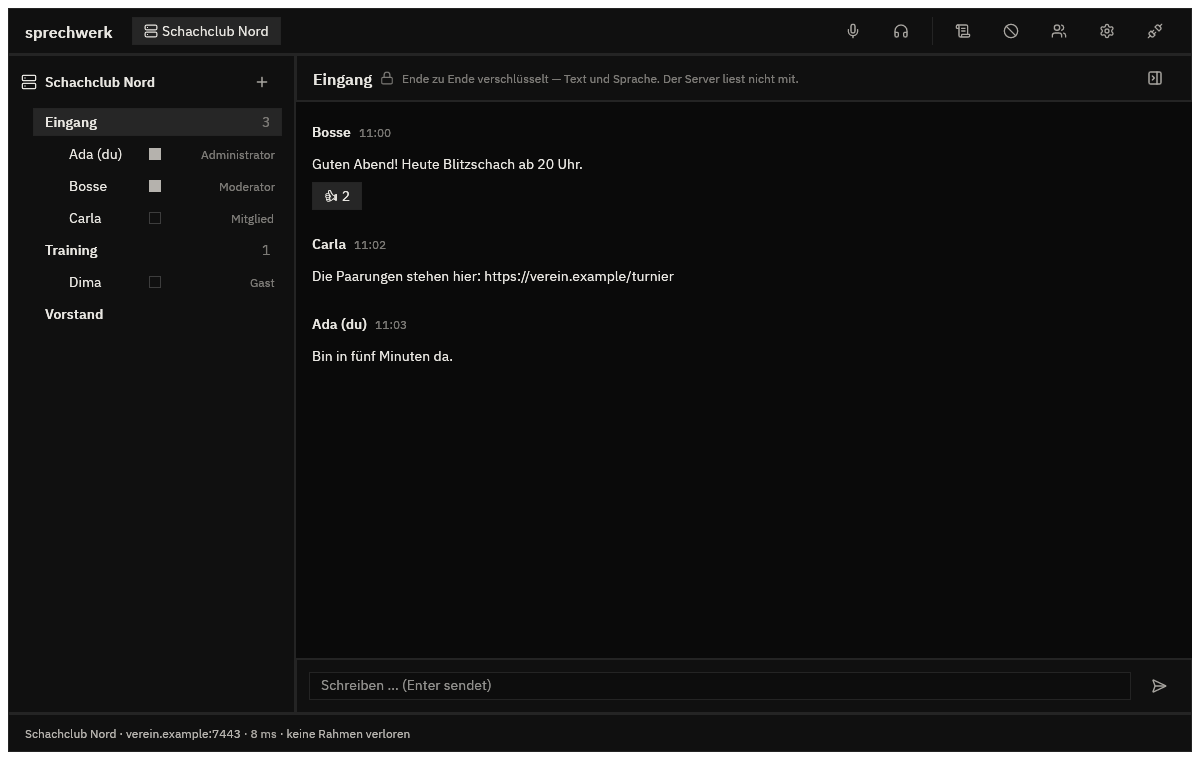 sprechwerk
Schachclub Nord
Schachclub Nord
Eingang 3
Ada (du) Administrator
Bosse Moderator
Carla Mitglied
Training 1
Dima Gast
Vorstand
Eingang Ende zu Ende verschlüsselt — Text und Sprache. Der Server liest nicht mit.
Bosse 11:00
Guten Abend! Heute Blitzschach ab 20 Uhr.
👍 2
Carla 11:02
Die Paarungen stehen hier: https://verein.example/turnier
Ada (du) 11:03
Bin in fünf Minuten da.
Schreiben ... (Enter sendet)
Schachclub Nord · verein.example:7443 · 8 ms · keine Rahmen verloren